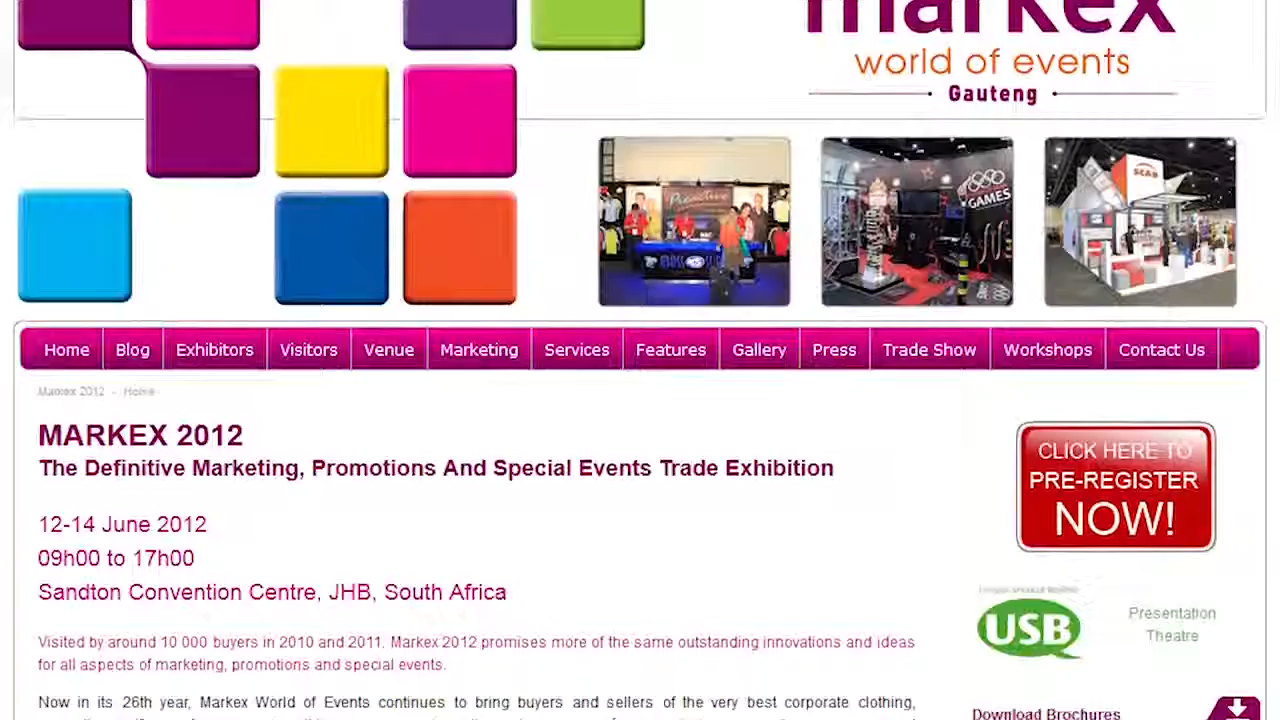 markex
world of events
Gauteng
GAMES
SCAN
Home Blog Exhibitors Visitors Venue Marketing Services Features Gallery Press Trade Show Workshops Contact Us
Markex 2012 - Home
MARKEX 2012
The Definitive Marketing, Promotions And Special Events Trade Exhibition
CLICK HERE TO
PRE-REGISTER
NOW!
12-14 June 2012
09h00 to 17h00
Sandton Convention Centre, JHB, South Africa
USB
Presentation
Theatre
Visited by around 10 000 buyers in 2010 and 2011. Markex 2012 promises more of the same outstanding innovations and ideas
for all aspects of marketing, promotions and special events.
Now in its 26th year, Markex World of Events continues to bring buyers and sellers of the very best corporate clothing,
Download Brochures